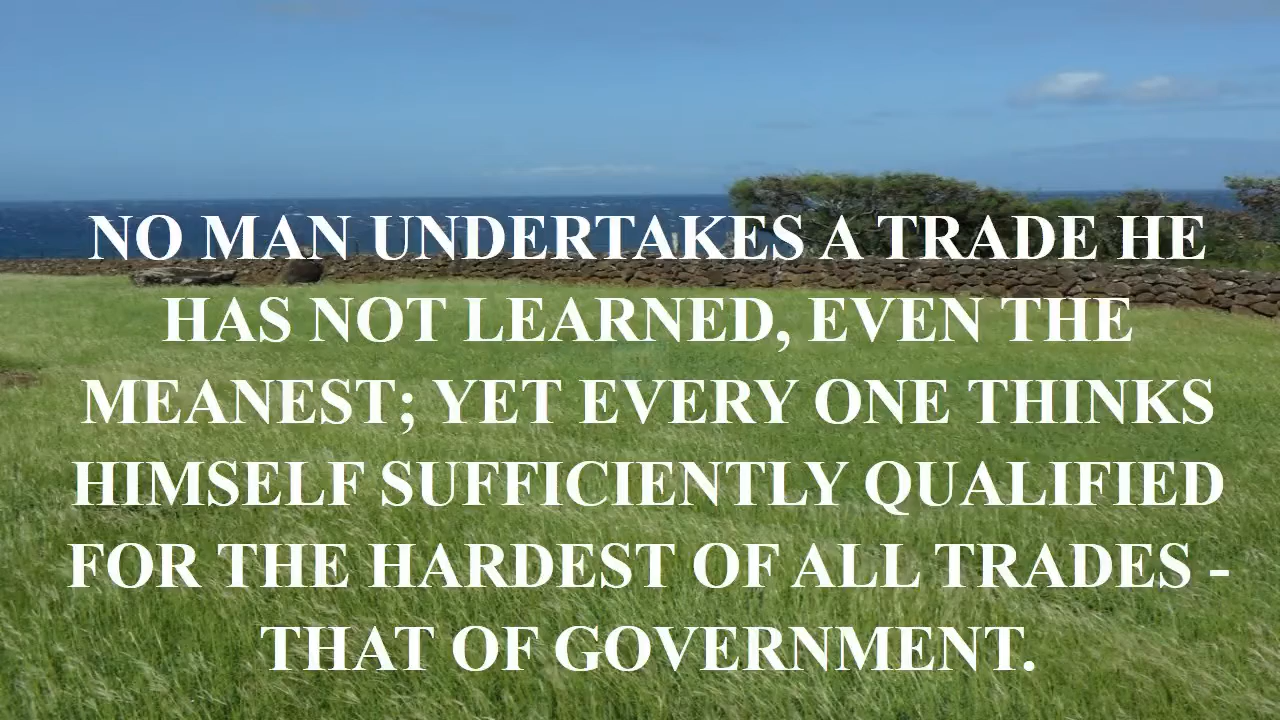 NO MAN UNDERTAKES A TRADE HE
HAS NOT LEARNED, EVEN THE
MEANEST; YET EVERY ONE THINKS
HIMSELF SUFFICIENTLY QUALIFIED
FOR THE HARDEST OF ALL TRADES -
THAT OF GOVERNMENT.